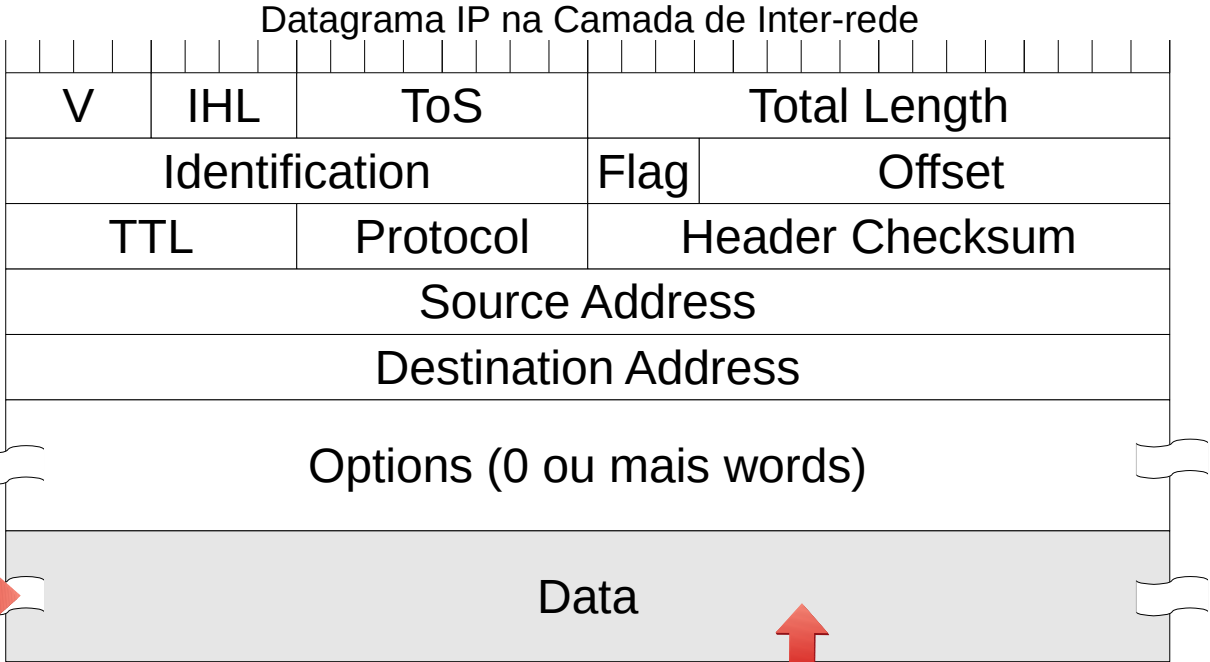 Datagrama IP na Camada de Inter-rede
V IHL ToS Total Length
Identification Flag Offset
TTL Protocol Header Checksum
Source Address
Destination Address
Options (0 ou mais words)
Data